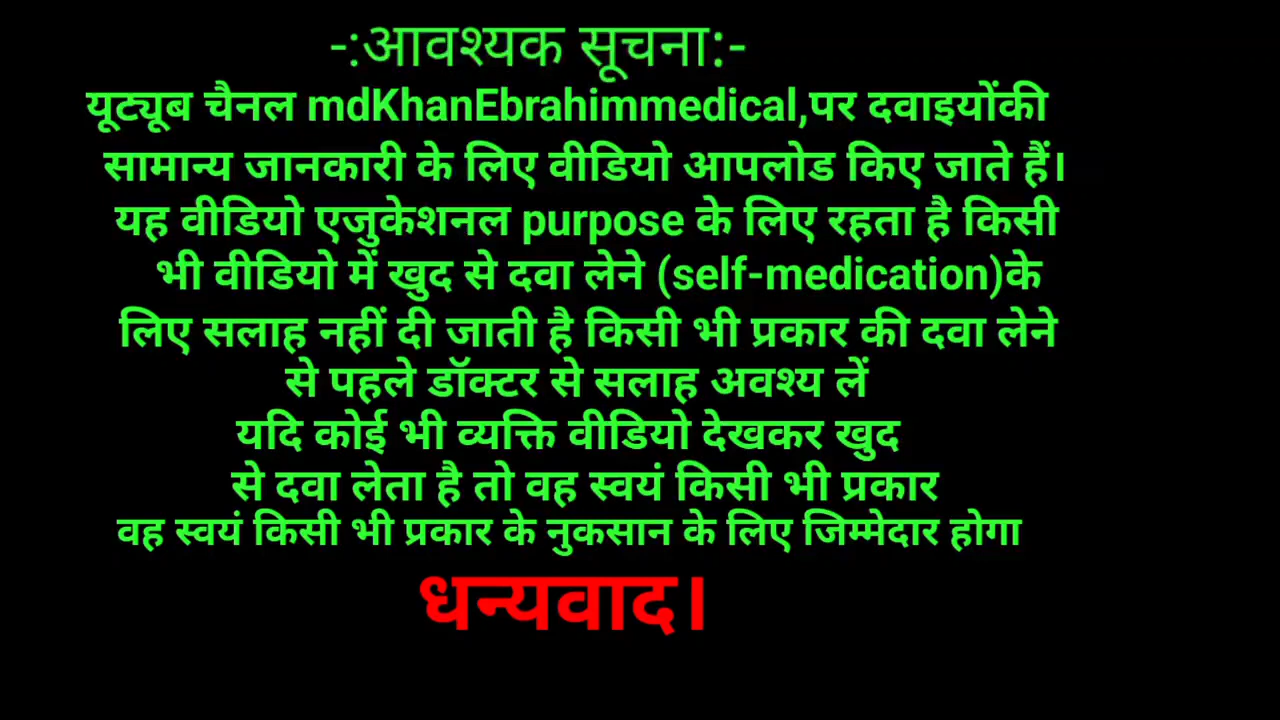 -:आवश्यक सूचना:-
यूट्यूब चैनल mdKhanEbrahimmedical,पर दवाइयोंकी
सामान्य जानकारी के लिए वीडियो आपलोड किए जाते हैं।
यह वीडियो एजुकेशनल purpose के लिए रहता है किसी
भी वीडियो में खुद से दवा लेने (self-medication)के
लिए सलाह नहीं दी जाती है किसी भी प्रकार की दवा लेने
से पहले डॉक्टर से सलाह अवश्य लें
यदि कोई भी व्यक्ति वीडियो देखकर खुद
से दवा लेता है तो वह स्वयं किसी भी प्रकार
वह स्वयं किसी भी प्रकार के नुकसान के लिए जिम्मेदार होगा
धन्यवाद।